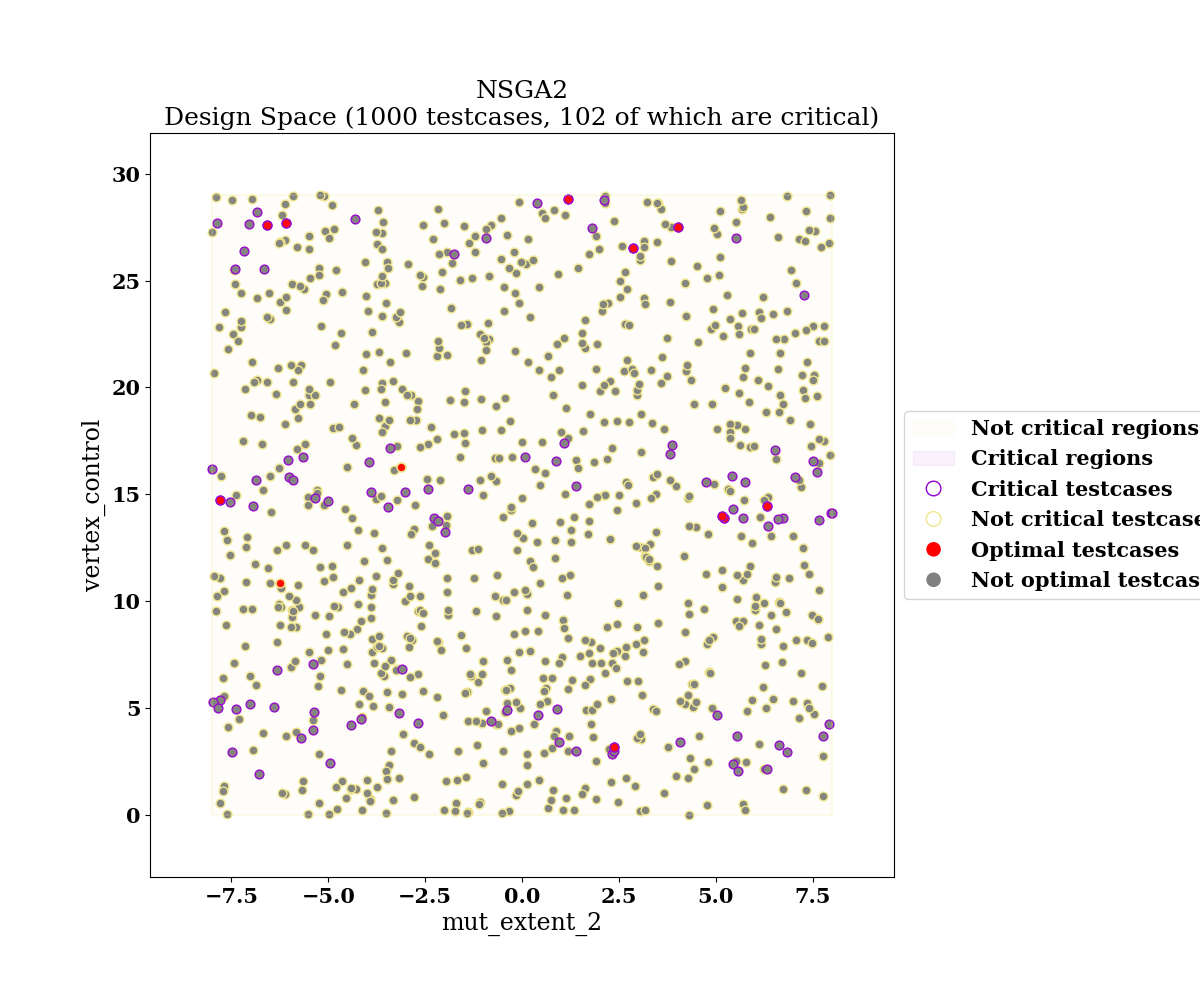 NSGA2
Design Space (1000 testcases, 102 of which are critical)
30
25
20
15
10
5
0
vertex_control
−7.5 −5.0 −2.5 0.0 2.5 5.0 7.5
mut_extent_2
Not critical regions
Critical regions
Critical testcases
Not critical testcase
Optimal testcases
Not optimal testcas